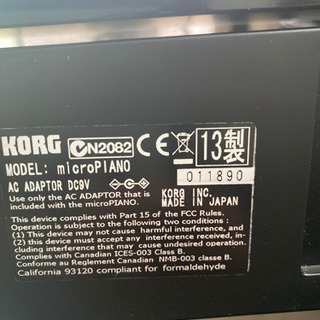 KORG N2082 CE 13製
MODEL: microPIANO 011890
AC ADAPTOR DC9V
Use only the AC ADAPTOR that is
included with the microPIANO.
KORG INC.
MADE IN JAPAN
This device complies with Part 15 of the FCC Rules.
Operation is subject to the following two conditions :
(1) This device may not cause harmful interference, and
(2) this device must accept any interference received,
including interference that may cause undesired operation.
Complies with Canadian ICES-003 Class B.
Conforme au Reglement Canadien NMB-003 classe B.
California 93120 compliant for formaldehyde